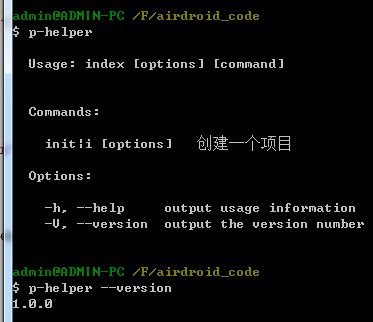 admin@ADMIN-PC /F/airdroid_code
$ p-helper
Usage: index [options] [command]
Commands:
init|i [options] 创建一个项目
Options:
-h, --help output usage information
-V, --version output the version number
admin@ADMIN-PC /F/airdroid_code
$ p-helper --version
1.0.0